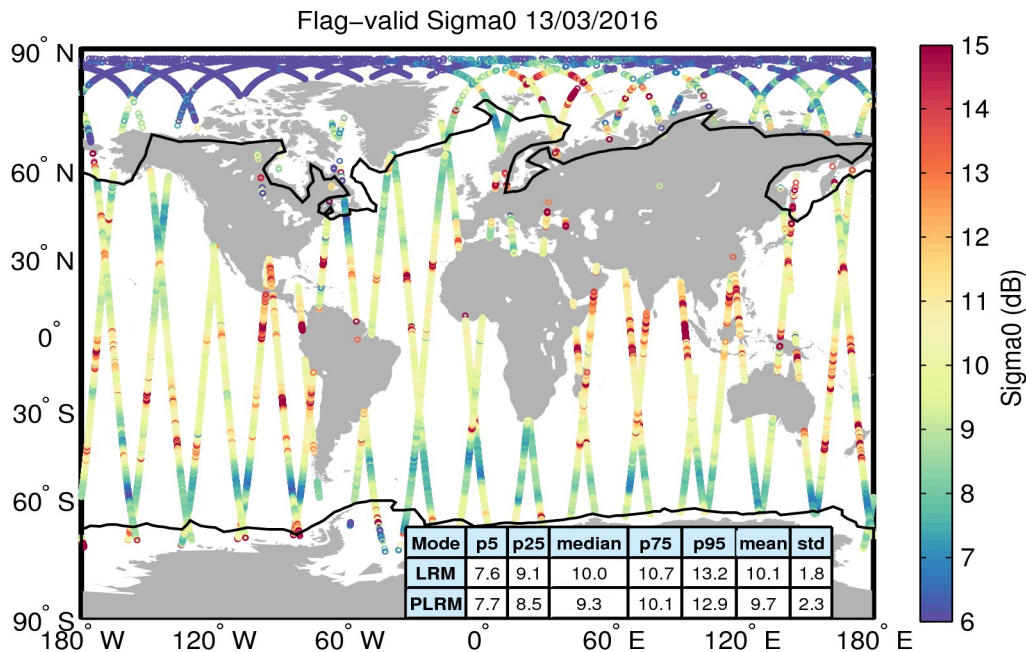 Flag-valid Sigma0 13/03/2016
90° N
60° N
30° N
0°
30° S
60° S
90° S
180° W
120° W
60° W
0°
60° E
120° E
180° E
Mode p5 p25 median p75 p95 mean std
LRM 7.6 9.1 10.0 10.7 13.2 10.1 1.8
PLRM 7.7 8.5 9.3 10.1 12.9 9.7 2.3
15
14
13
12
11
10
9
8
7
6
Sigma0 (dB)